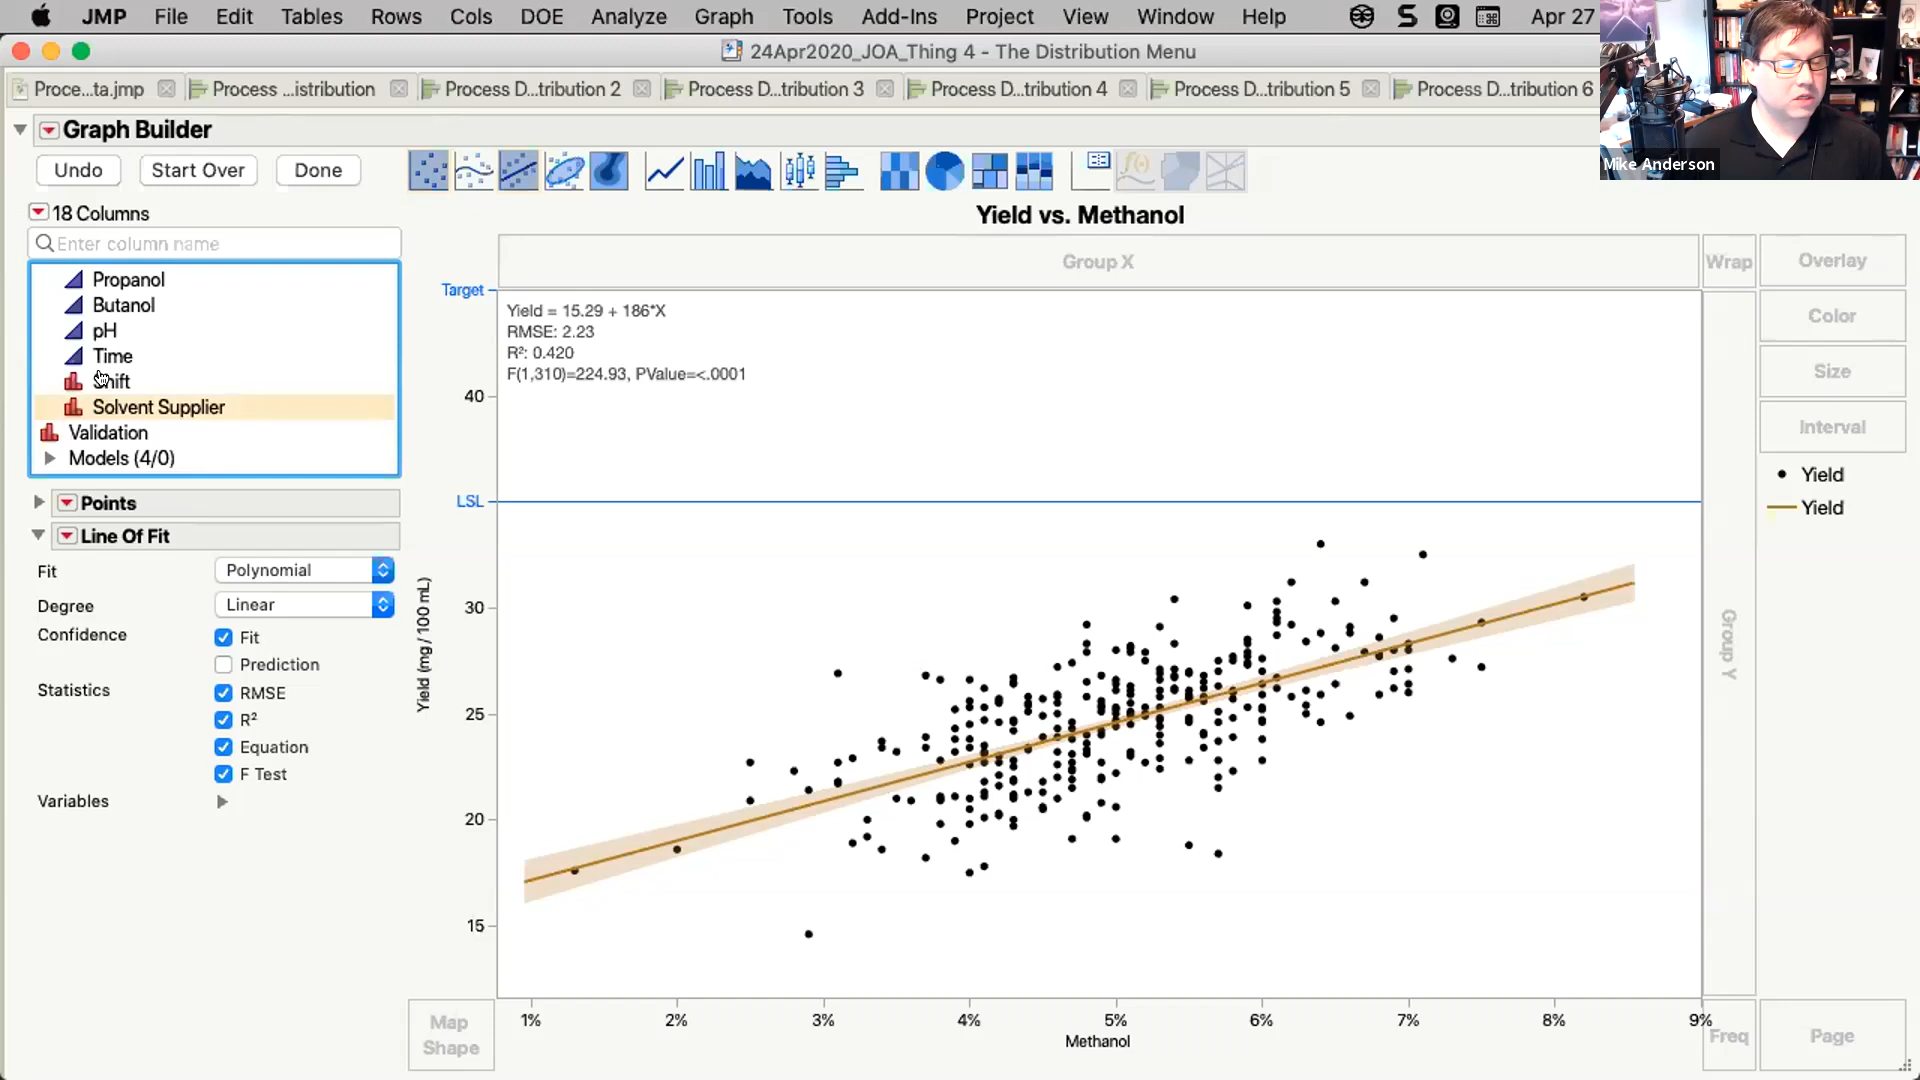 JMP File Edit Tables Rows Cols DOE Analyze Graph Tools Add-Ins Project View Window Help S Apr 27
24Apr2020_JOA_Thing 4 - The Distribution Menu
Proce...ta.jmp Process ...istribution Process D...tribution 2 Process D...tribution 3 Process D...tribution 4 Process D...tribution 5 Process D...tribution 6
Mike Anderson
Graph Builder
Undo Start Over Done
18 Columns
Enter column name
Propanol
Butanol
pH
Time
Shift
Solvent Supplier
Validation
Models (4/0)
Points
Line Of Fit
Fit Polynomial
Degree Linear
Confidence Fit
Prediction
Statistics RMSE
R²
Equation
F Test
Variables
Yield vs. Methanol
Group X
Wrap
Overlay
Color
Size
Interval
Yield
Yield
Group Y
Target
Yield = 15.29 + 186*X
RMSE: 2.23
R²: 0.420
F(1,310)=224.93, PValue=<.0001
40
LSL
30
25
20
15
Yield (mg / 100 mL)
1% 2% 3% 4% 5% 6% 7% 8% 9%
Methanol
Map
Shape
Freq
Page